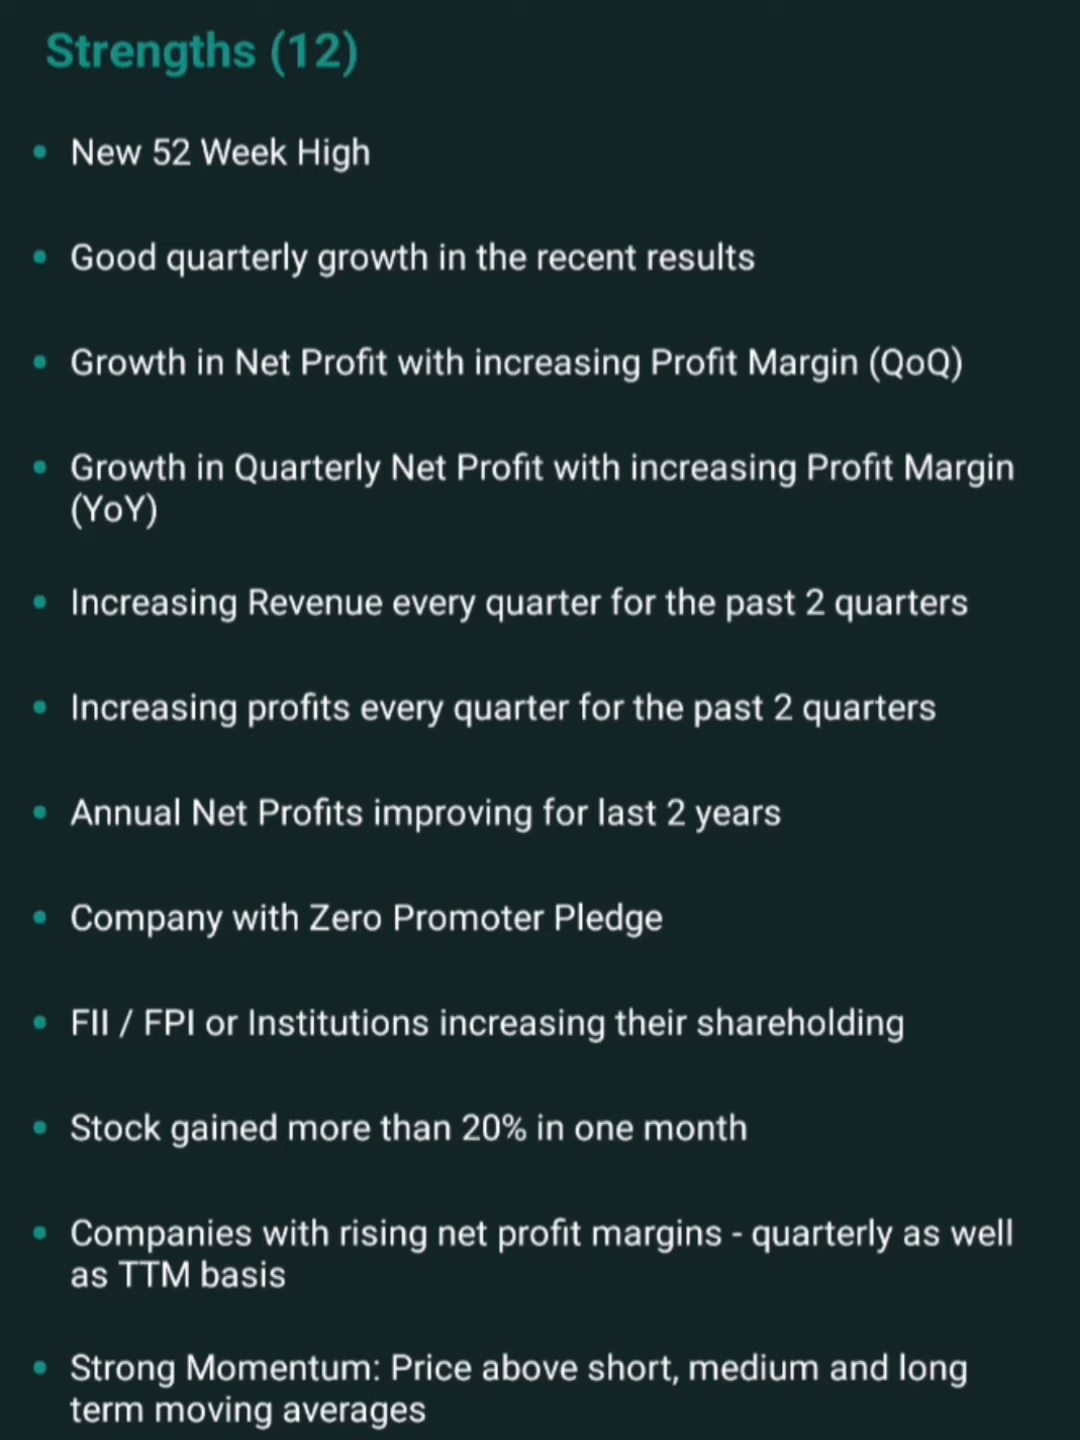 Strengths (12)
New 52 Week High
Good quarterly growth in the recent results
Growth in Net Profit with increasing Profit Margin (QoQ)
Growth in Quarterly Net Profit with increasing Profit Margin
(YoY)
Increasing Revenue every quarter for the past 2 quarters
Increasing profits every quarter for the past 2 quarters
Annual Net Profits improving for last 2 years
Company with Zero Promoter Pledge
FII / FPI or Institutions increasing their shareholding
Stock gained more than 20% in one month
Companies with rising net profit margins - quarterly as well
as TTM basis
Strong Momentum: Price above short, medium and long
term moving averages